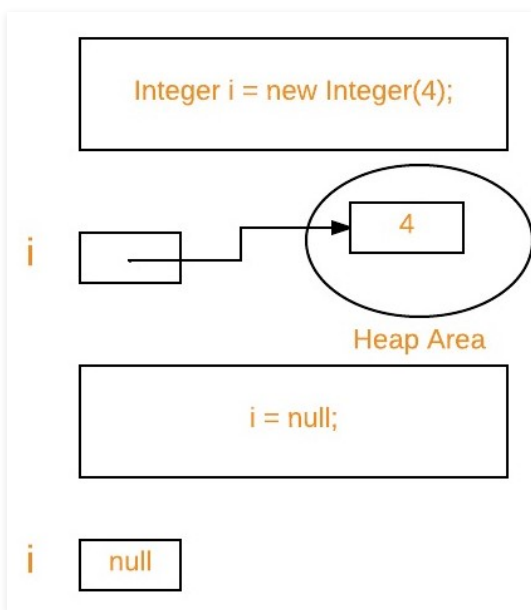 Integer i = new Integer(4);
i
4
Heap Area
i = null;
i
null